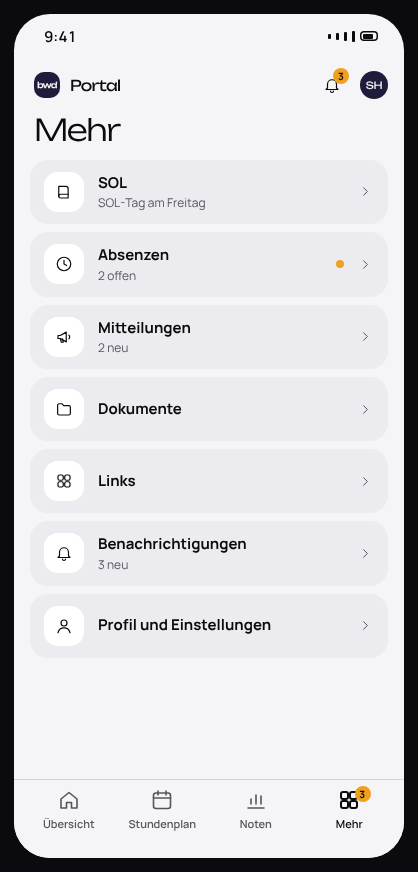 9:41
bwd Portal 3 SH
Mehr
SOL
SOL-Tag am Freitag
Absenzen
2 offen
Mitteilungen
2 neu
Dokumente
Links
Benachrichtigungen
3 neu
Profil und Einstellungen
3
Übersicht Stundenplan Noten Mehr